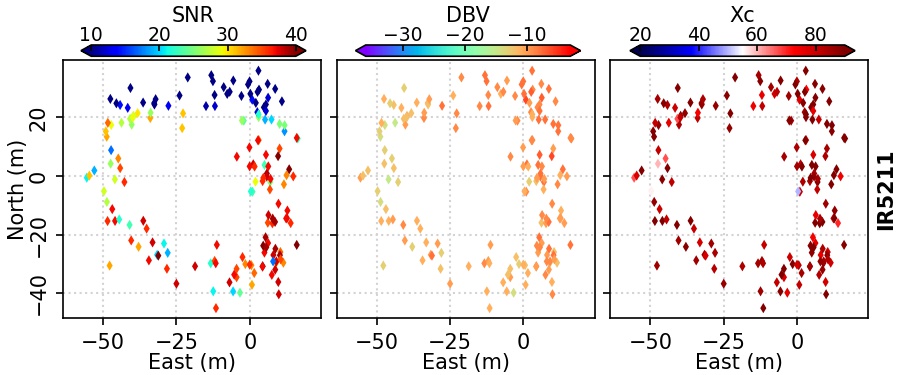 SNR DBV Xc
10 20 30 40 −30 −20 −10 20 40 60 80
North (m)
20
0
−20
−40
−50 −25 0 −50 −25 0 −50 −25 0
East (m) East (m) East (m)
IR5211